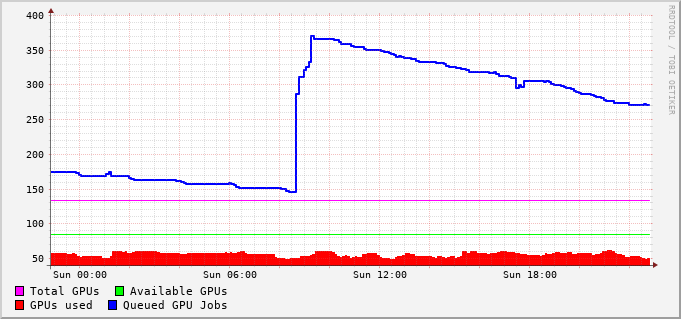 400
350
300
250
200
150
100
50
Sun 00:00 Sun 06:00 Sun 12:00 Sun 18:00
Total GPUs Available GPUs
GPUs used Queued GPU Jobs
RRDTOOL / TOBI OETIKER